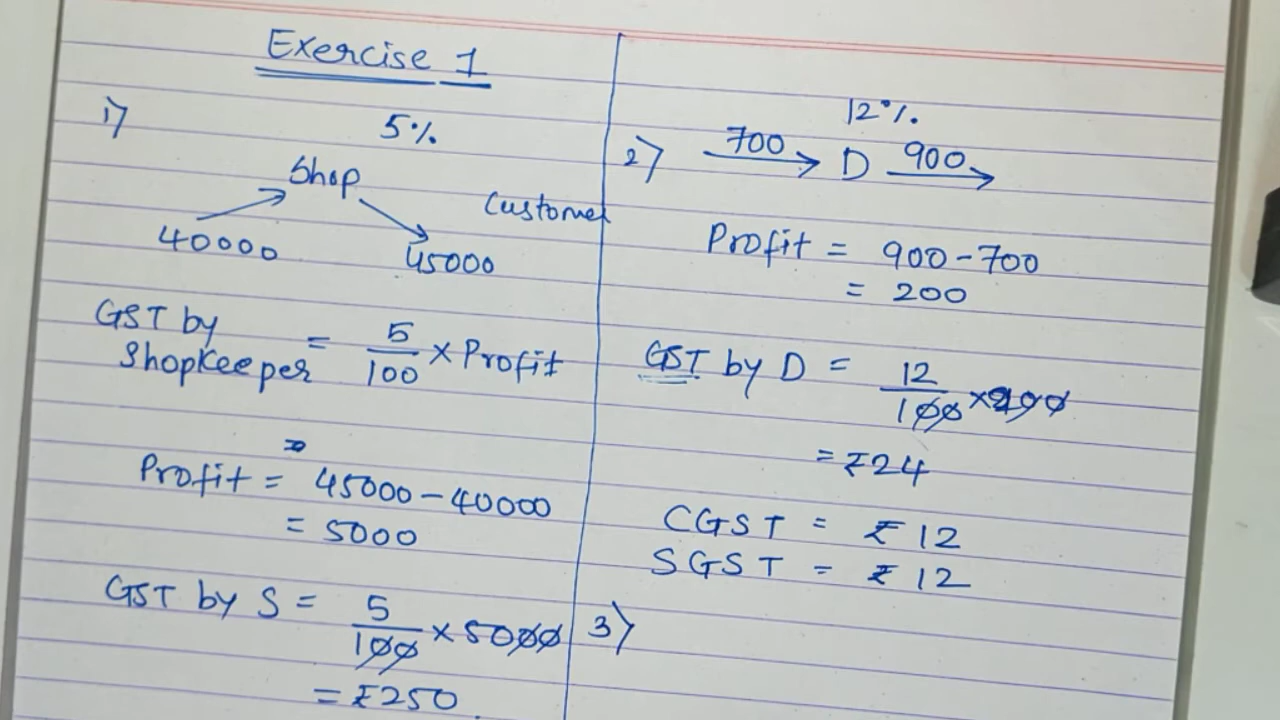 Exercise 1
1)
5%
Shop
Customer
40000
45000
GST by Shopkeeper = 5/100 × Profit
⇒
Profit = 45000 - 40000
= 5000
GST by S = 5/100 × 5000
= ₹250
12%
2) 700 → D 900 →
Profit = 900 - 700
= 200
GST by D = 12/100 × 200
= ₹24
CGST = ₹12
SGST = ₹12
3)